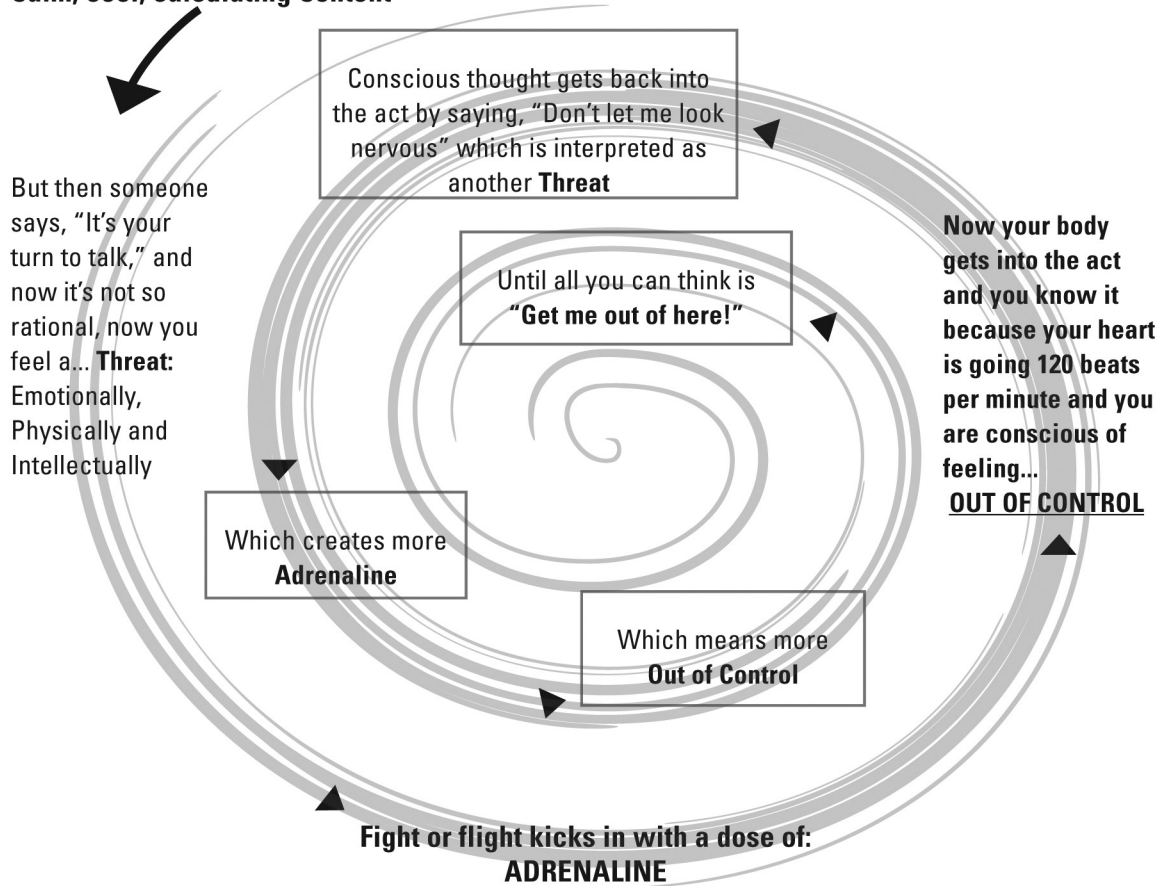 Calm, Cool, Calculating Content
But then someone
says, “It’s your
turn to talk,” and
now it’s not so
rational, now you
feel a... Threat:
Emotionally,
Physically and
Intellectually
Fight or flight kicks in with a dose of:
ADRENALINE
Now your body
gets into the act
and you know it
because your heart
is going 120 beats
per minute and you
are conscious of
feeling...
OUT OF CONTROL
Conscious thought gets back into
the act by saying, “Don’t let me look
nervous” which is interpreted as
another Threat
Which creates more
Adrenaline
Which means more
Out of Control
Until all you can think is
“Get me out of here!”